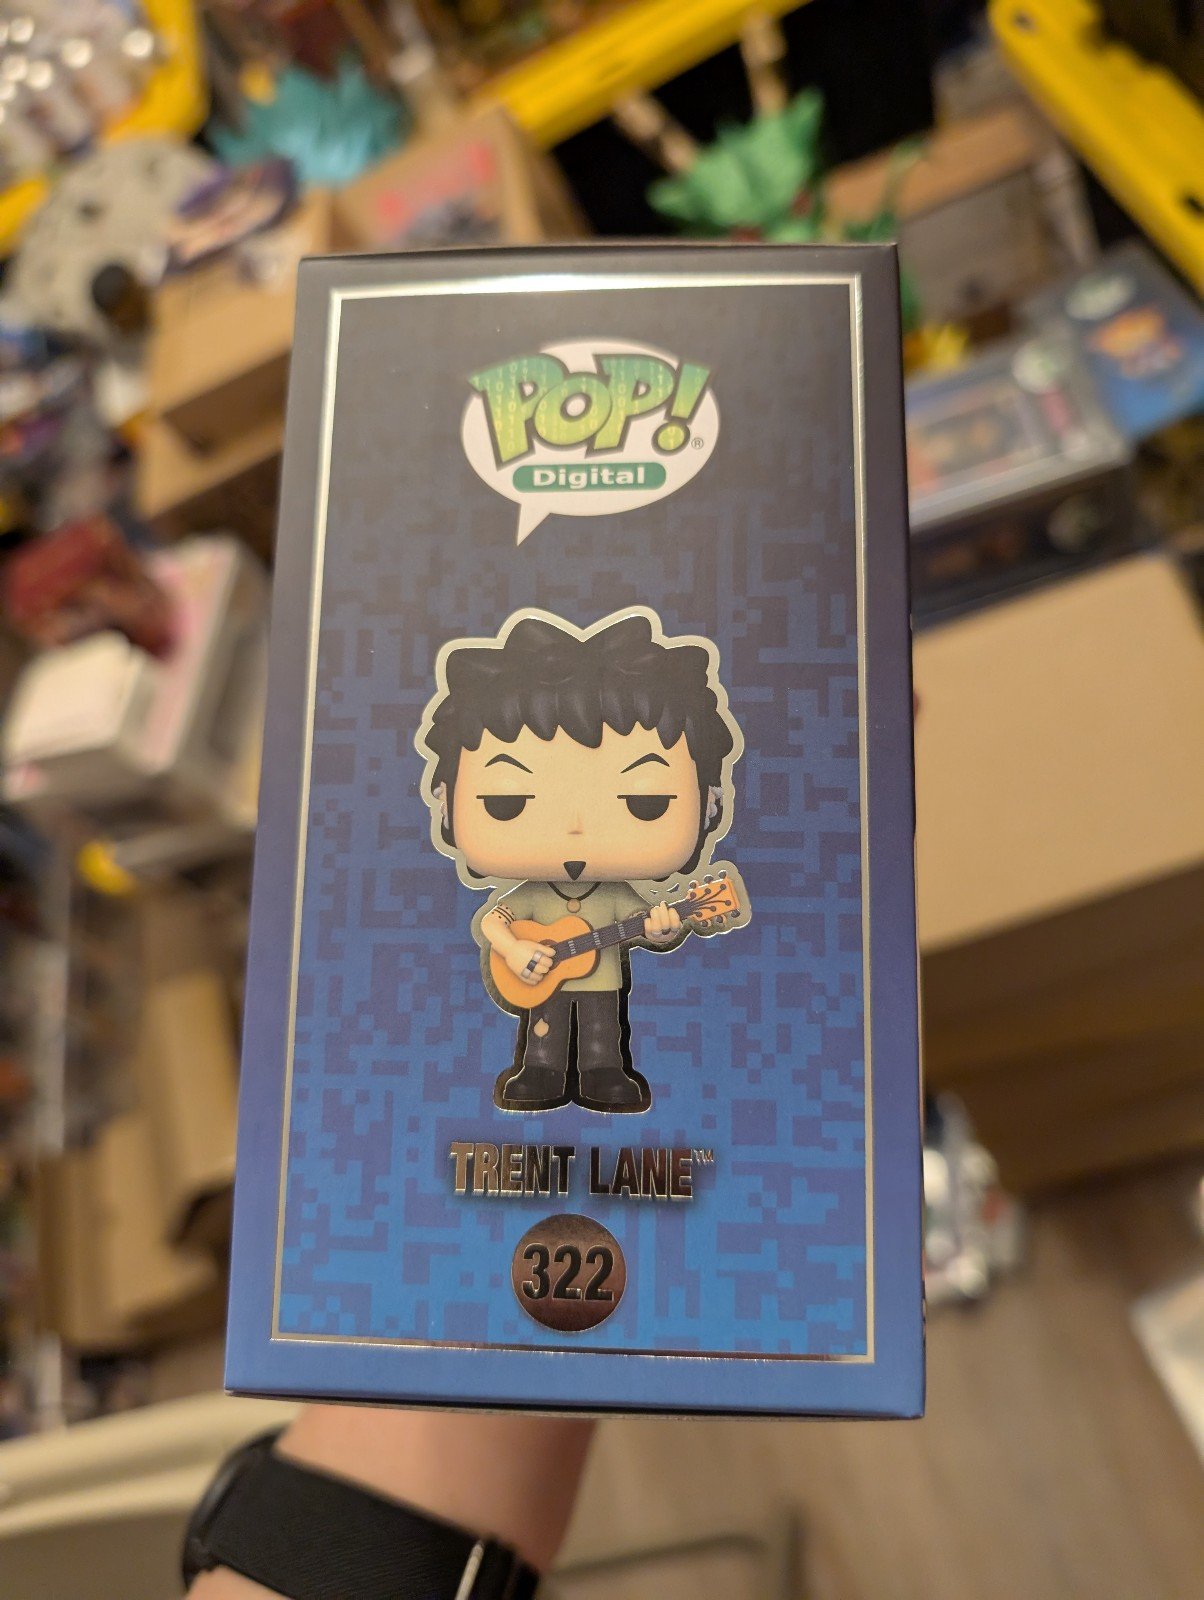 POP!®
Digital
TRENT LANE™
322